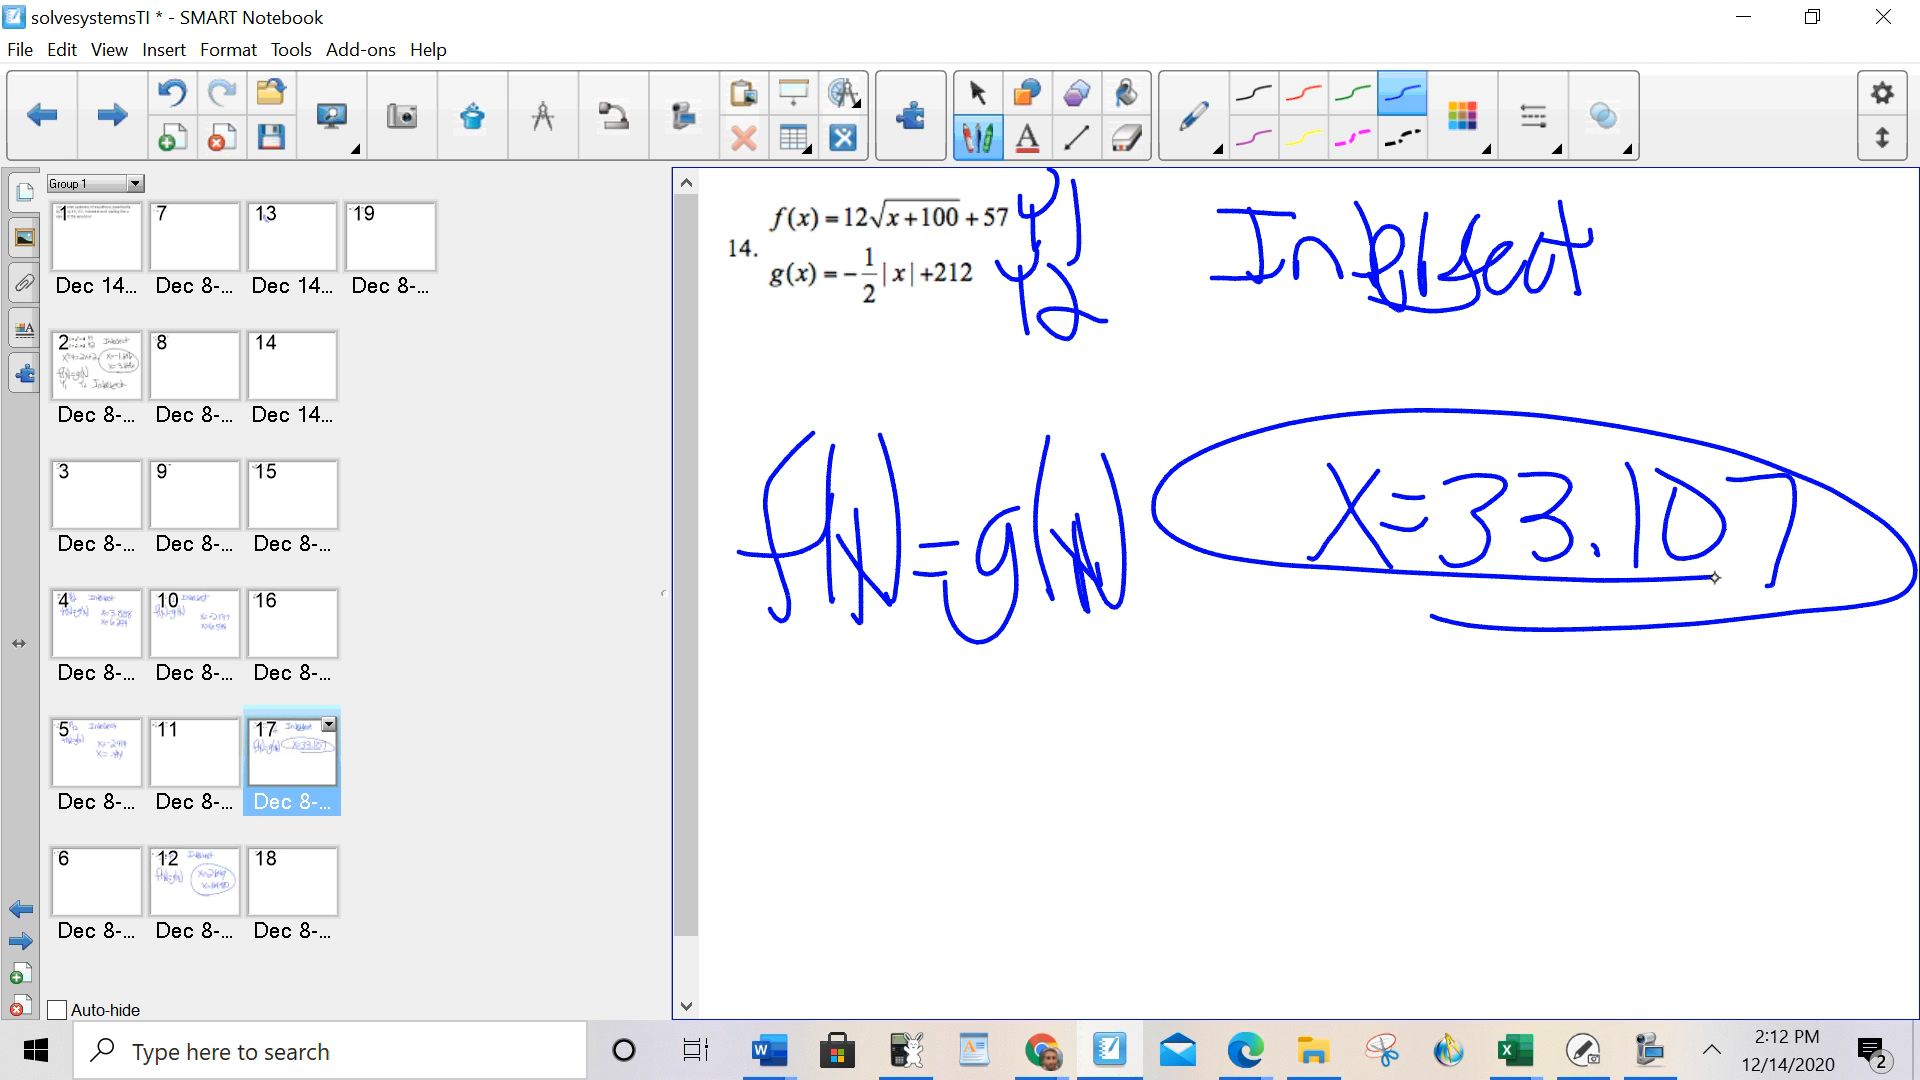 solvesystemsTI * - SMART Notebook
File Edit View Insert Format Tools Add-ons Help
Group 1
1 7 13 19
Dec 14... Dec 8-... Dec 14... Dec 8-...
2 8 14
Dec 8-... Dec 8-... Dec 14...
3 9 15
Dec 8-... Dec 8-... Dec 8-...
4 10 16
Dec 8-... Dec 8-... Dec 8-...
5 11 17
Dec 8-... Dec 8-... Dec 8-...
6 12 18
Dec 8-... Dec 8-... Dec 8-...
Auto-hide
14.
f(x) = 12√x+100 + 57 Y1
g(x) = -1/2|x|+212 Y2
Intersect
f(x)=g(x) x=33.107
Type here to search
2:12 PM
12/14/2020
2